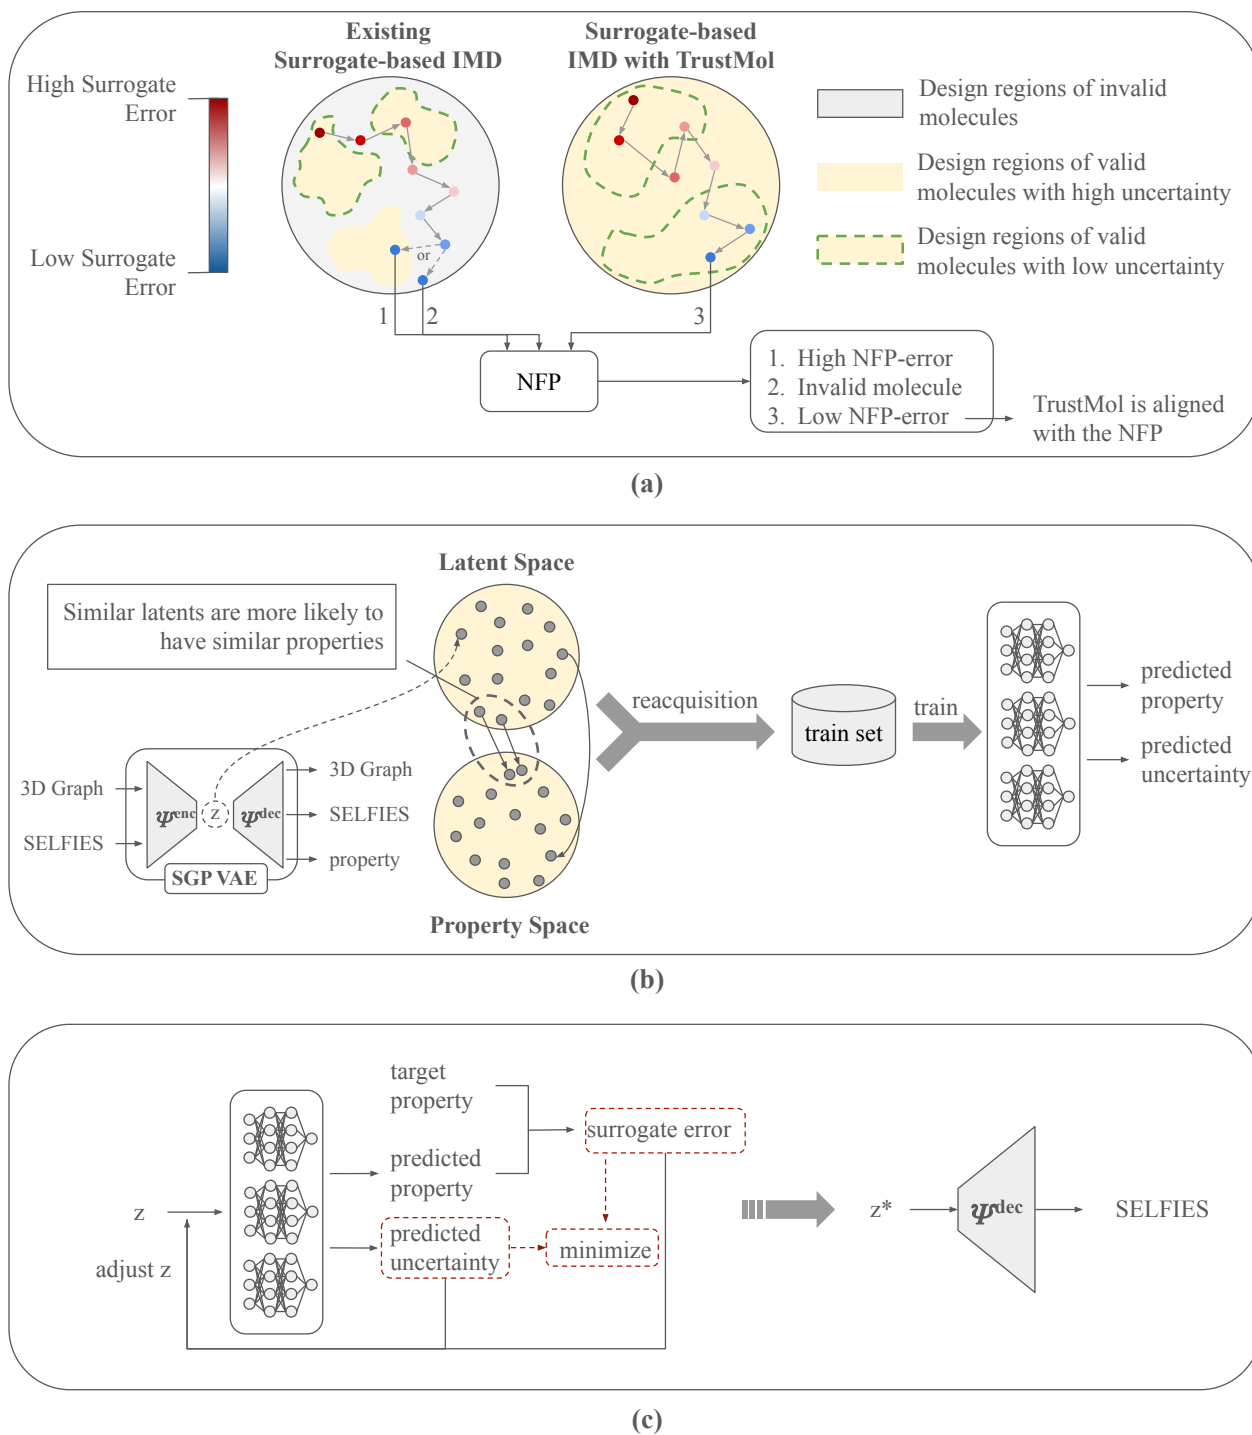 Existing
Surrogate-based IMD
Surrogate-based
IMD with TrustMol
High Surrogate
Error
Low Surrogate
Error
Design regions of invalid
molecules
Design regions of valid
molecules with high uncertainty
Design regions of valid
molecules with low uncertainty
or
1
2
3
NFP
1. High NFP-error
2. Invalid molecule
3. Low NFP-error
TrustMol is aligned
with the NFP
(a)
Latent Space
Similar latents are more likely to
have similar properties
3D Graph
SELFIES
Ψenc
z
Ψdec
3D Graph
SELFIES
property
SGP VAE
Property Space
reacquisition
train set
train
predicted
property
predicted
uncertainty
(b)
target
property
predicted
property
surrogate error
z
adjust z
predicted
uncertainty
minimize
z*
Ψdec
SELFIES
(c)